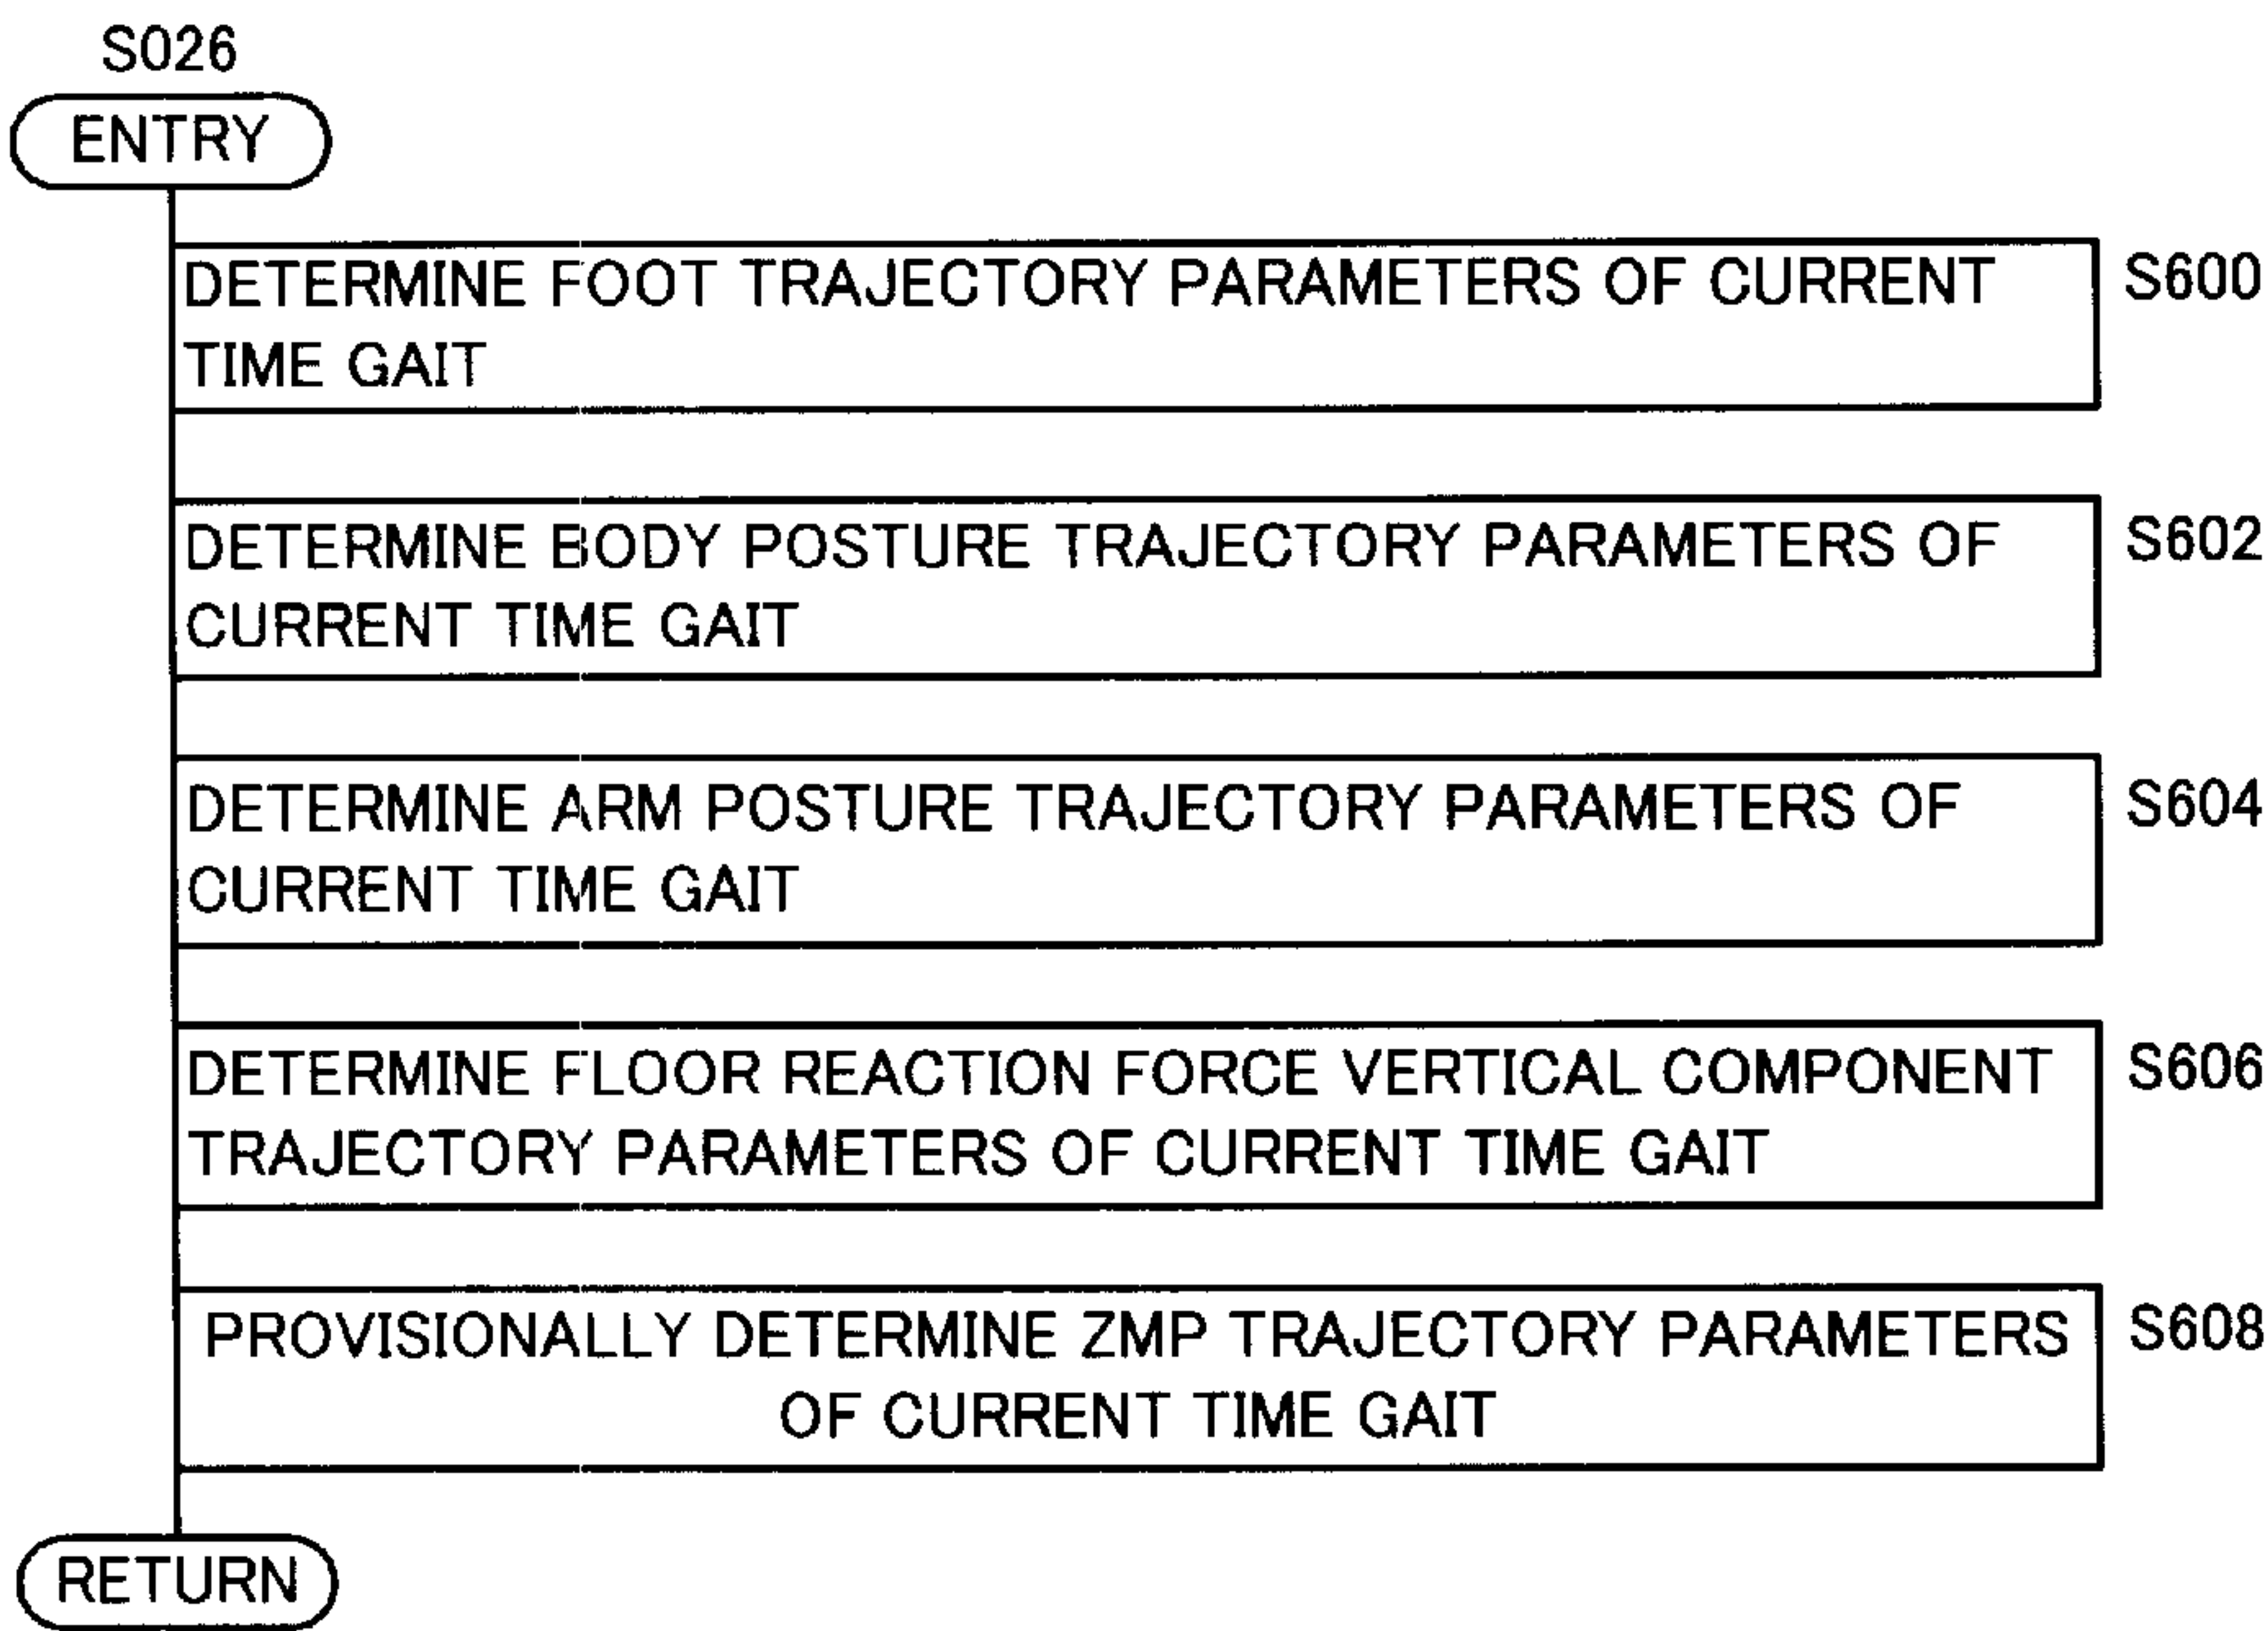 S026
ENTRY
DETERMINE FOOT TRAJECTORY PARAMETERS OF CURRENT
TIME GAIT
S600
DETERMINE BODY POSTURE TRAJECTORY PARAMETERS OF
CURRENT TIME GAIT
S602
DETERMINE ARM POSTURE TRAJECTORY PARAMETERS OF
CURRENT TIME GAIT
S604
DETERMINE FLOOR REACTION FORCE VERTICAL COMPONENT
TRAJECTORY PARAMETERS OF CURRENT TIME GAIT
S606
PROVISIONALLY DETERMINE ZMP TRAJECTORY PARAMETERS
OF CURRENT TIME GAIT
S608
RETURN